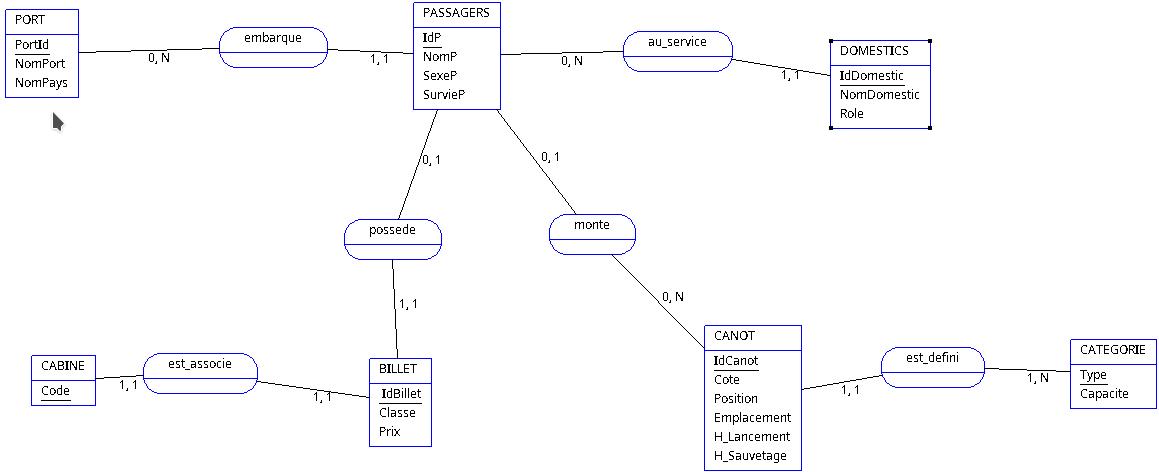 PORT
PortId
NomPort
NomPays
embarque
0, N
1, 1
PASSAGERS
IdP
NomP
SexeP
SurvieP
au_service
0, N
1, 1
DOMESTICS
IdDomestic
NomDomestic
Role
0, 1
possede
1, 1
0, 1
monte
0, N
CABINE
Code
est_associe
1, 1
1, 1
BILLET
IdBillet
Classe
Prix
CANOT
IdCanot
Cote
Position
Emplacement
H_Lancement
H_Sauvetage
est_defini
1, 1
1, N
CATEGORIE
Type
Capacite